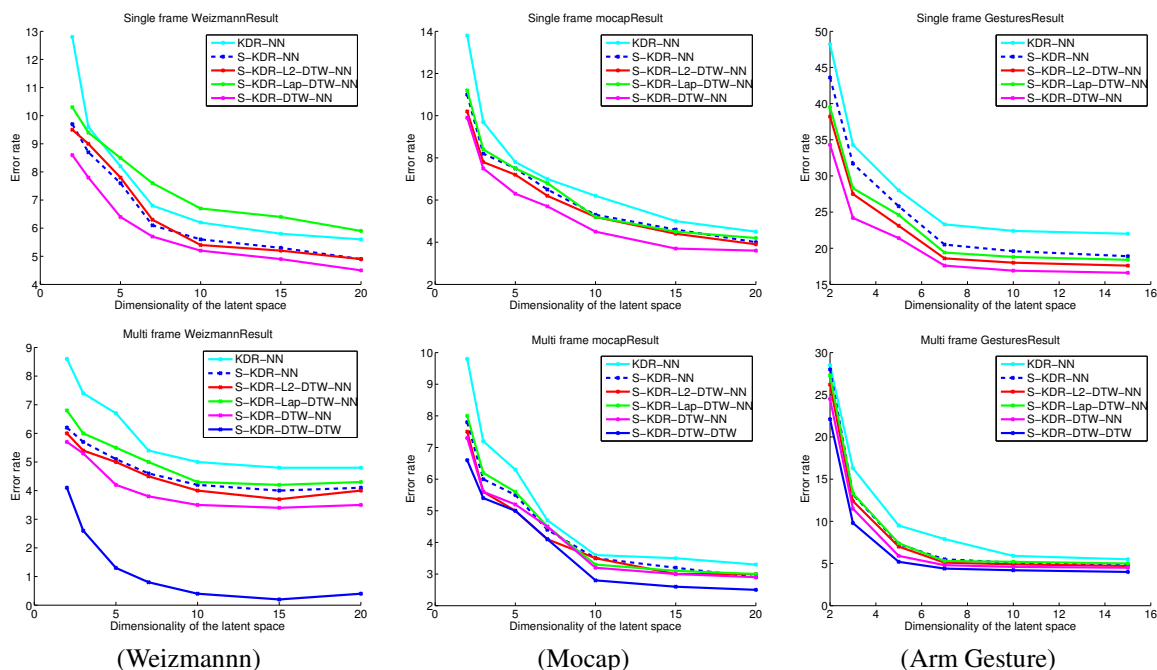 Single frame WeizmannResult
13
12
11
10
9
8
7
6
5
4
0
5
10
15
20
Error rate
Dimensionality of the latent space
KDR−NN
S−KDR−NN
S−KDR−L2−DTW−NN
S−KDR−Lap−DTW−NN
S−KDR−DTW−NN
Single frame mocapResult
14
12
10
8
6
4
2
0
5
10
15
20
Error rate
Dimensionality of the latent space
KDR−NN
S−KDR−NN
S−KDR−L2−DTW−NN
S−KDR−Lap−DTW−NN
S−KDR−DTW−NN
Single frame GesturesResult
50
45
40
35
30
25
20
15
2
4
6
8
10
12
14
16
Error rate
Dimensionality of the latent space
KDR−NN
S−KDR−NN
S−KDR−L2−DTW−NN
S−KDR−Lap−DTW−NN
S−KDR−DTW−NN
Multi frame WeizmannResult
9
8
7
6
5
4
3
2
1
0
0
5
10
15
20
Error rate
Dimensionality of the latent space
KDR−NN
S−KDR−NN
S−KDR−L2−DTW−NN
S−KDR−Lap−DTW−NN
S−KDR−DTW−NN
S−KDR−DTW−DTW
Multi frame mocapResult
10
9
8
7
6
5
4
3
2
0
5
10
15
20
Error rate
Dimensionality of the latent space
KDR−NN
S−KDR−NN
S−KDR−L2−DTW−NN
S−KDR−Lap−DTW−NN
S−KDR−DTW−NN
S−KDR−DTW−DTW
Multi frame GesturesResult
30
25
20
15
10
5
0
2
4
6
8
10
12
14
16
Error rate
Dimensionality of the latent space
KDR−NN
S−KDR−NN
S−KDR−L2−DTW−NN
S−KDR−Lap−DTW−NN
S−KDR−DTW−NN
S−KDR−DTW−DTW
(Weizmannn)
(Mocap)
(Arm Gesture)